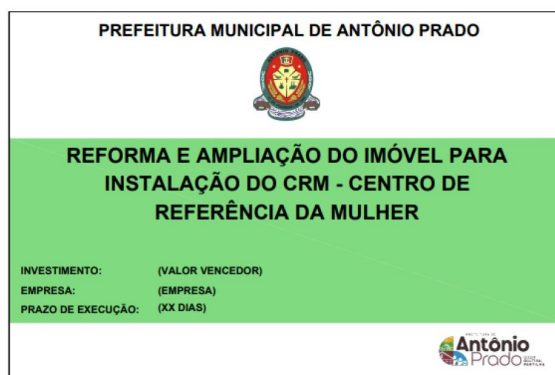 PREFEITURA MUNICIPAL DE ANTÔNIO PRADO
REFORMA E AMPLIAÇÃO DO IMÓVEL PARA
INSTALAÇÃO DO CRM - CENTRO DE
REFERÊNCIA DA MULHER
INVESTIMENTO: (VALOR VENCEDOR)
EMPRESA: (EMPRESA)
PRAZO DE EXECUÇÃO: (XX DIAS)
Antônio
Prado